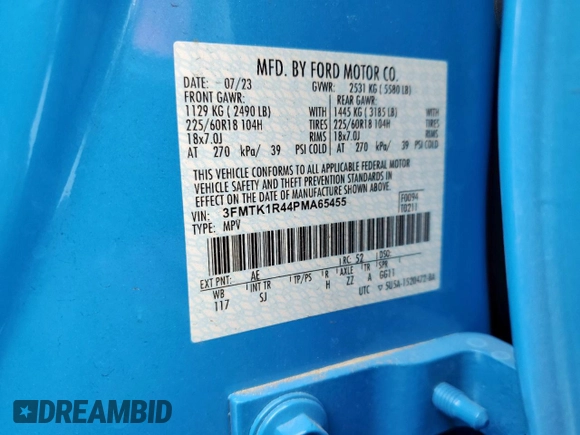 MFD. BY FORD MOTOR CO.
DATE: 07/23 GVWR: 2531 KG ( 5580 LB)
FRONT GAWR: REAR GAWR:
1129 KG ( 2490 LB) WITH 1445 KG ( 3185 LB) WITH
225/60R18 104H TIRES 225/60R18 104H TIRES
18x7.0J RIMS 18x7.0J RIMS
AT 270 kPa/ 39 PSI COLD AT 270 kPa/ 39 PSI COLD
THIS VEHICLE CONFORMS TO ALL APPLICABLE FEDERAL MOTOR
VEHICLE SAFETY AND BUMPER STANDARDS IN EFFECT ON THE
DATE OF MANUFACTURE SHOWN ABOVE.
VIN: 3FMTK1R44PMA65455 F0094
TYPE: MPV T0211
EXT PNT: AE RC: 52 DSO:
WB INT TR TP/PS R AXLE TR SPR
117 SJ H ZZ A GG11
UTC
DREAMBID